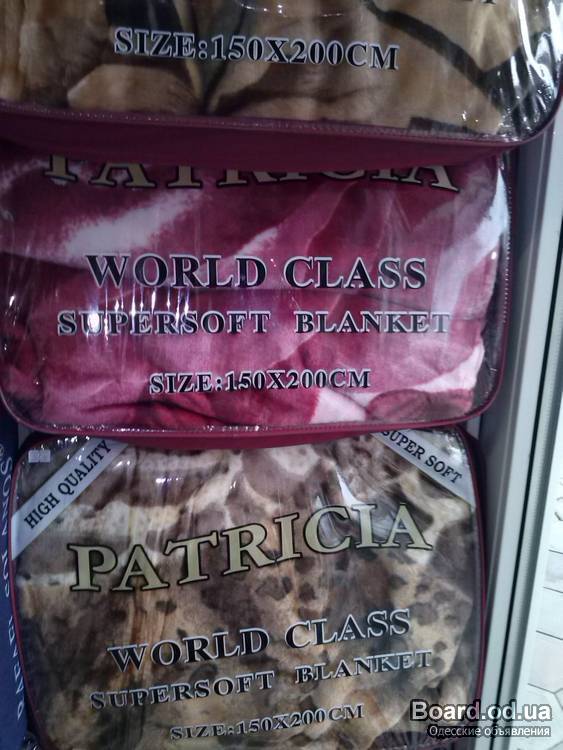 SIZE:150X200CM
PATRICIA
WORLD CLASS
SUPERSOFT BLANKET
SIZE:150X200CM
HIGH QUALITY
SUPER SOFT
PATRICIA
WORLD CLASS
SUPERSOFT BLANKET
SIZE:150X200CM
Board.od.ua
Одесские объявления